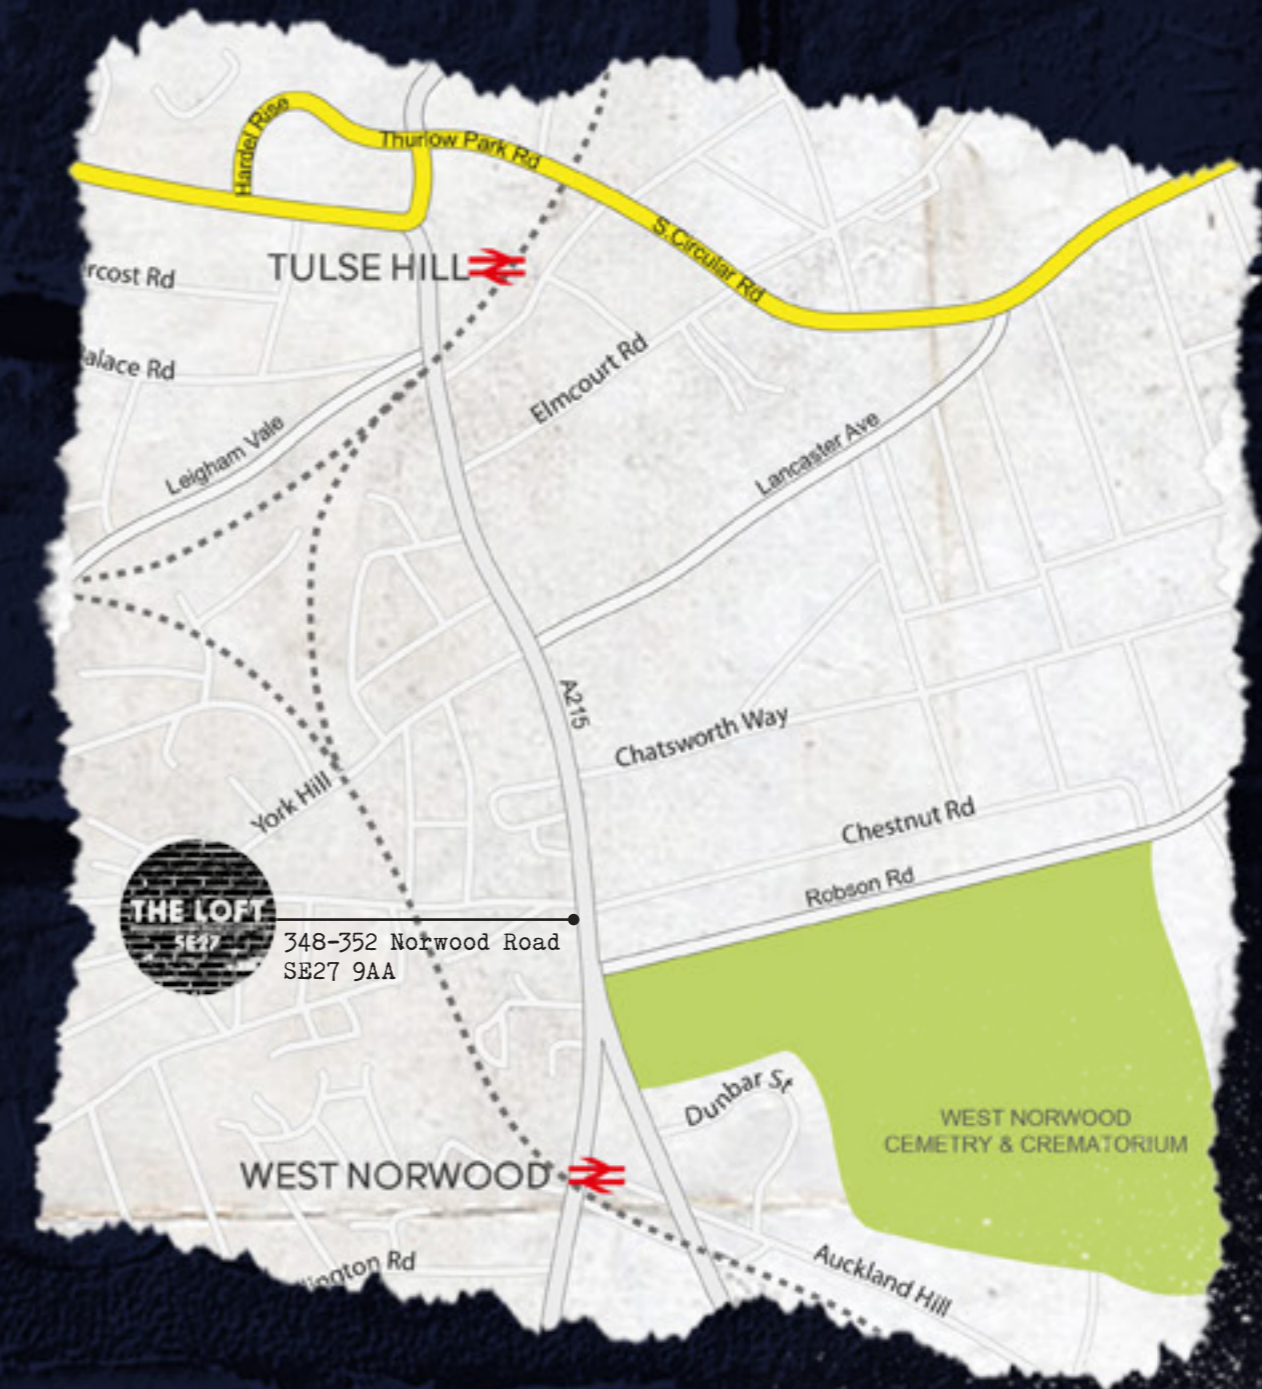 Hardel Rise
Thurlow Park Rd
S.Circular Rd
TULSE HILL
rcost Rd
alace Rd
Elmcourt Rd
Leigham Vale
Lancaster Ave
A215
Chatsworth Way
York Hill
Chestnut Rd
Robson Rd
THE LOFT
SE27
348-352 Norwood Road
SE27 9AA
Dunbar St
WEST NORWOOD
CEMETRY & CREMATORIUM
WEST NORWOOD
lington Rd
Auckland Hill